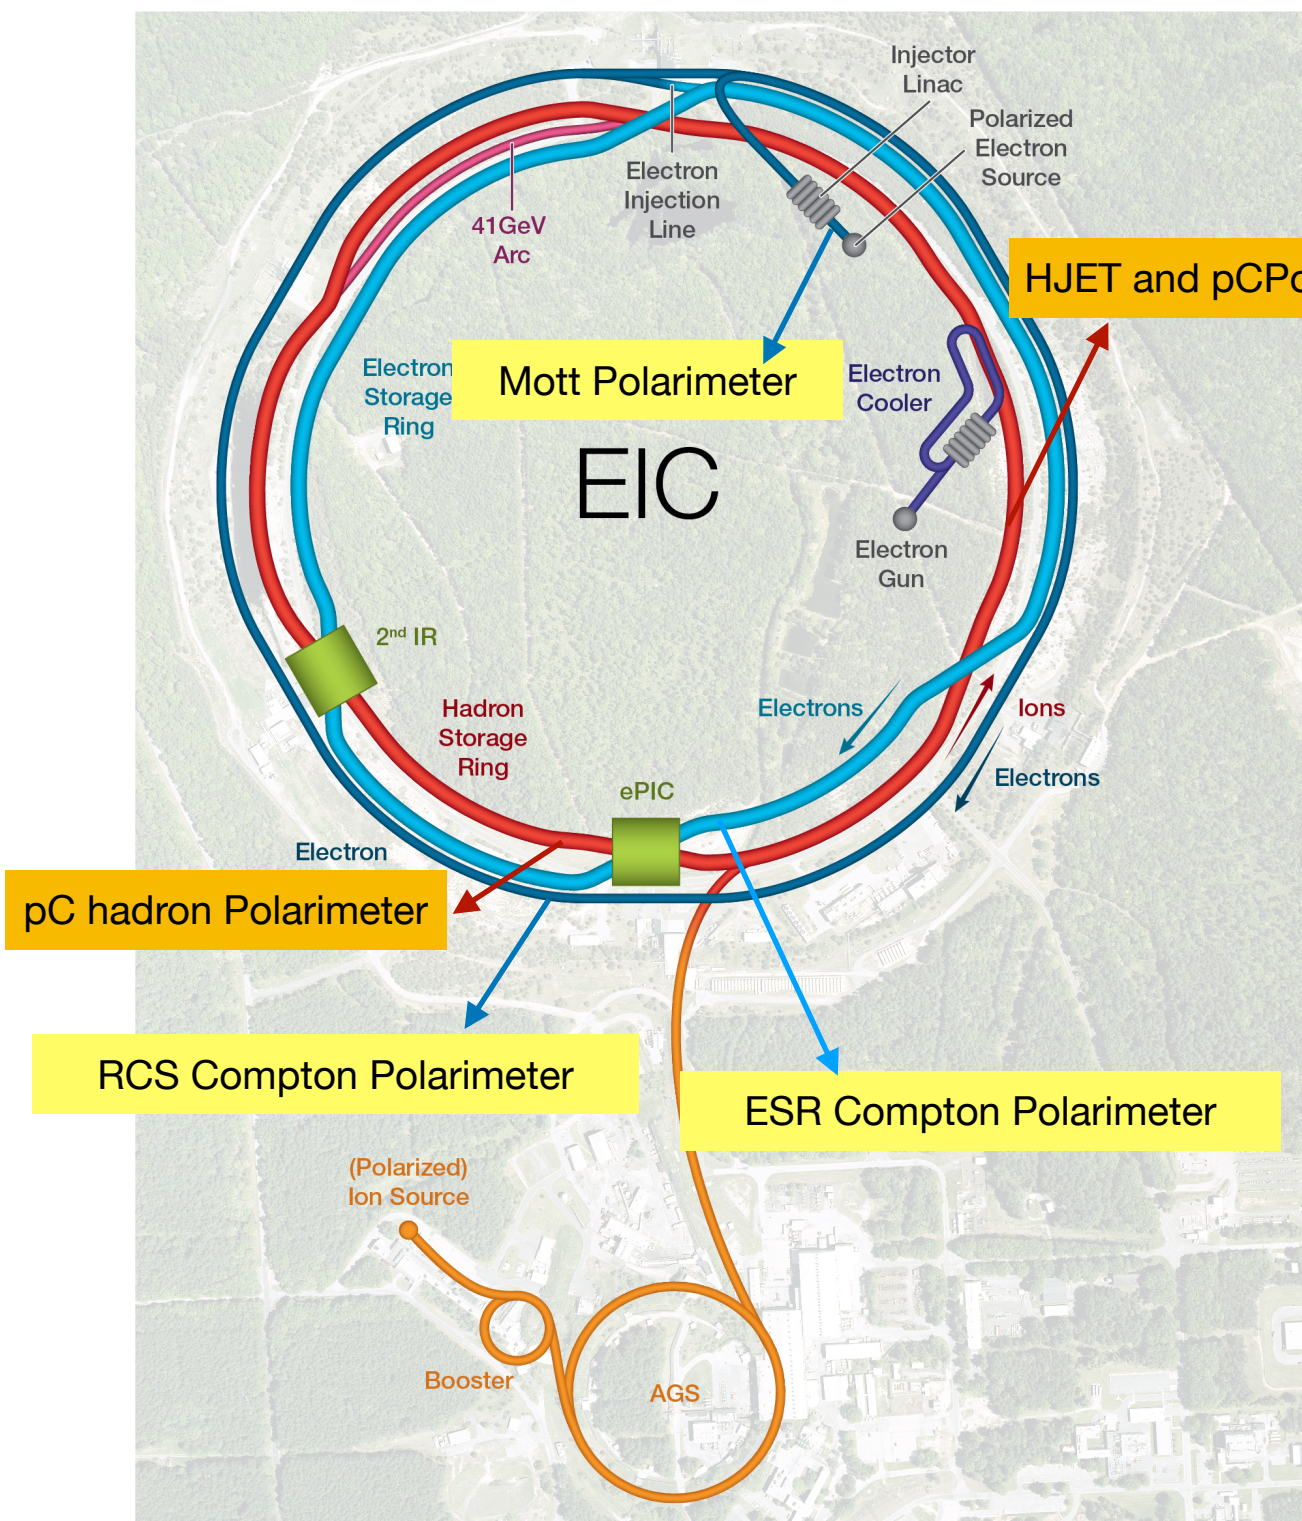 Injector
Linac
Polarized
Electron
Source
Electron
Injection
Line
41GeV
Arc
HJET and
Electron
Storage
Ring
Mott Polarimeter
Electron
Cooler
EIC
Electron
Gun
2nd IR
Hadron
Storage
Ring
Electrons
Ions
Electrons
ePIC
Electron
pC hadron Polarimeter
RCS Compton Polarimeter
ESR Compton Polarimeter
(Polarized)
Ion Source
Booster
AGS